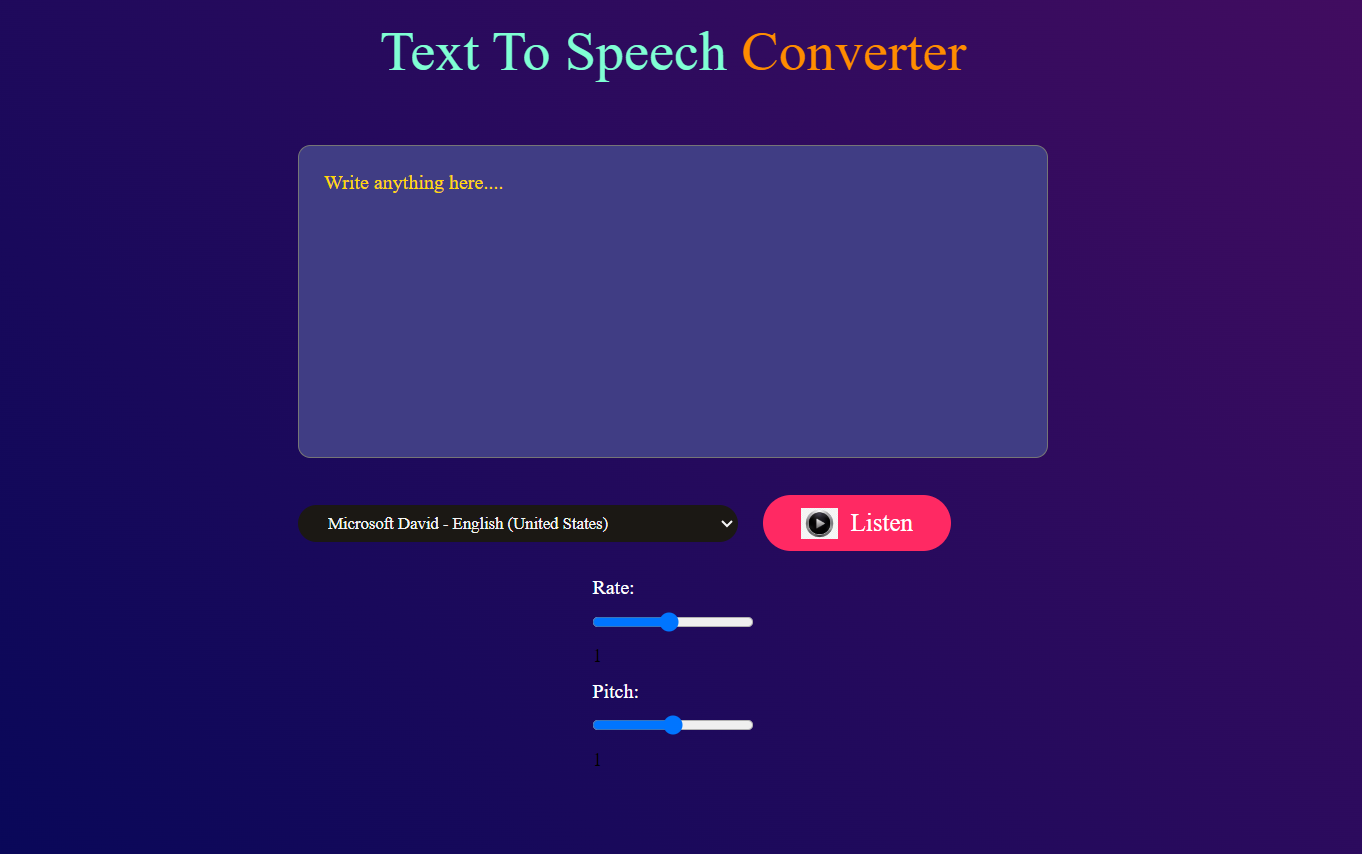 Text To Speech Converter
Write anything here....
Microsoft David - English (United States)
Listen
Rate:
1
Pitch:
1